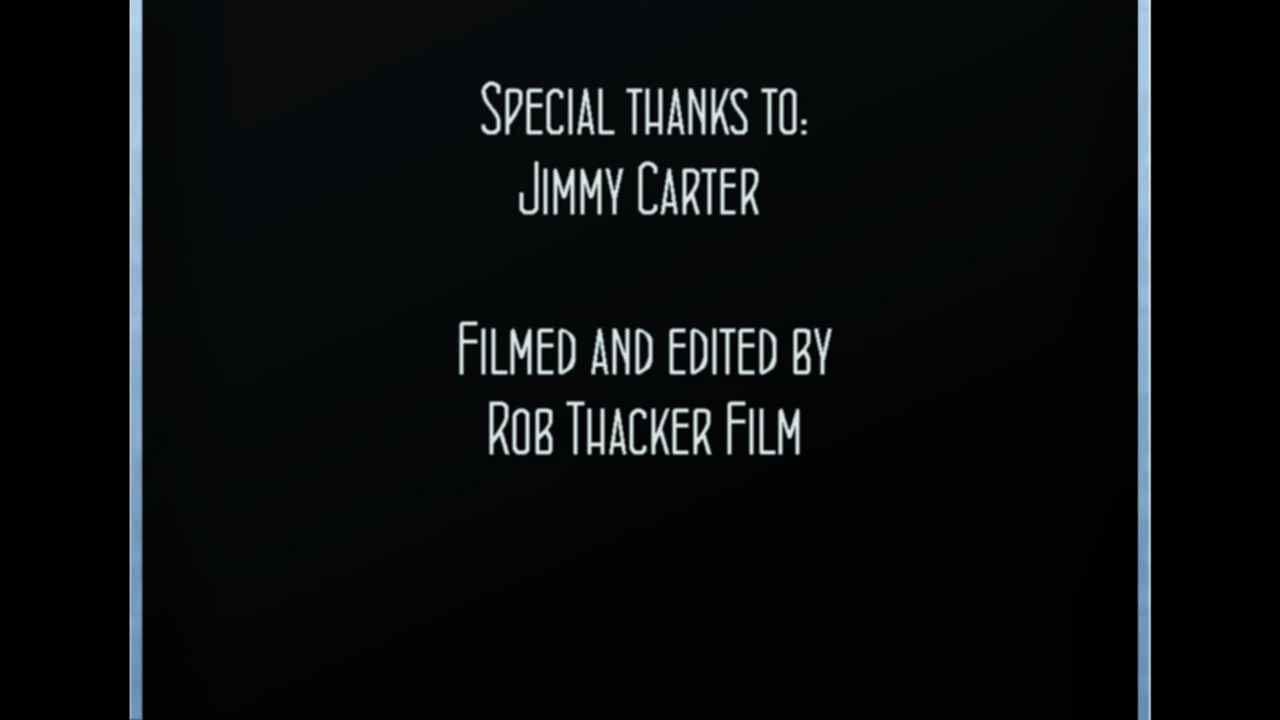 Special thanks to:
Jimmy Carter
Filmed and edited by
Rob Thacker Film